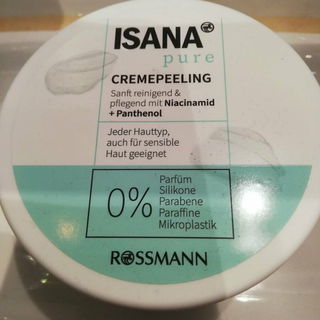 ISANA
pure
CREMEPEELING
Sanft reinigend &
pflegend mit Niacinamid
+ Panthenol
Jeder Hauttyp,
auch für sensible
Haut geeignet
0%
Parfüm
Silikone
Parabene
Paraffine
Mikroplastik
ROSSMANN